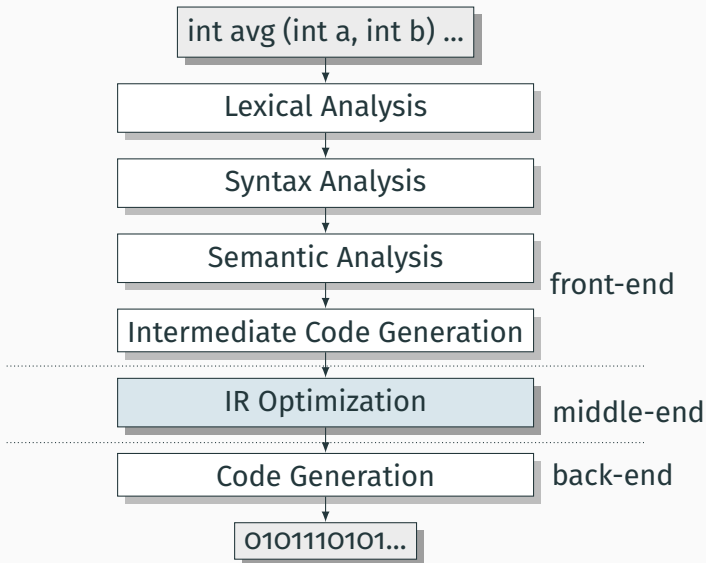 int avg (int a, int b) ...
Lexical Analysis
Syntax Analysis
Semantic Analysis
front-end
Intermediate Code Generation
IR Optimization
middle-end
Code Generation
back-end
0101110101...